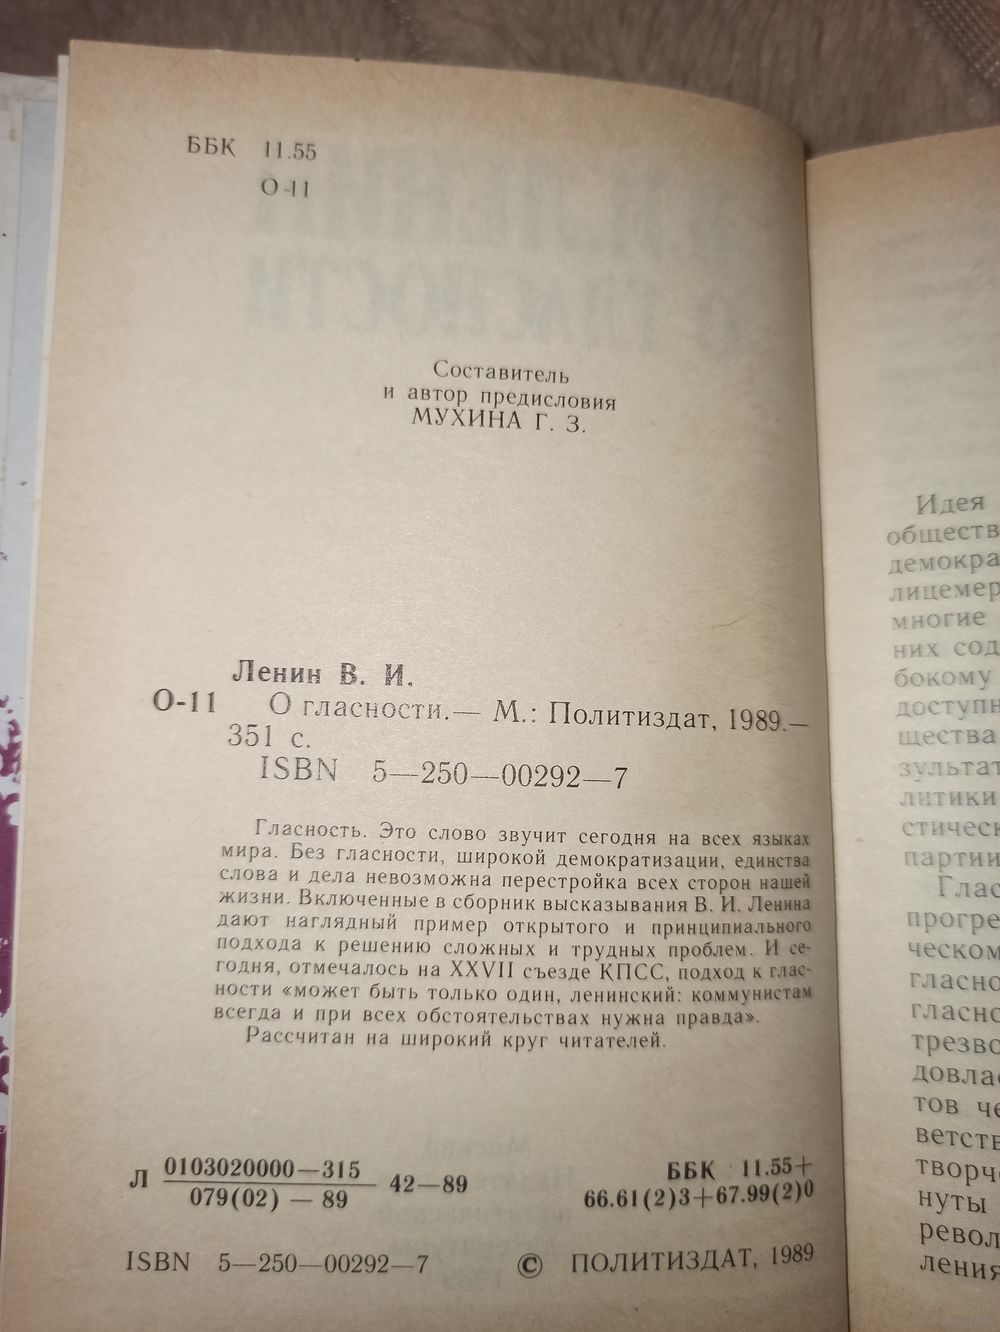 ББК 11.55
О-11
Составитель
и автор предисловия
МУХИНА Г. З.
Ленин В. И.
О-11 О гласности.— М.: Политиздат, 1989.—
351 с.
ISBN 5—250—00292—7
Гласность. Это слово звучит сегодня на всех языках
мира. Без гласности, широкой демократизации, единства
слова и дела невозможна перестройка всех сторон нашей
жизни. Включенные в сборник высказывания В. И. Ленина
дают наглядный пример открытого и принципиального
подхода к решению сложных и трудных проблем. И се-
годня, отмечалось на XXVII съезде КПСС, подход к глас-
ности «может быть только один, ленинский: коммунистам
всегда и при всех обстоятельствах нужна правда».
Рассчитан на широкий круг читателей.
Л 0103020000—315 42—89
079(02) — 89
ББК 11.55+
66.61(2)3+67.99(2)0
ISBN 5—250—00292—7 © ПОЛИТИЗДАТ, 1989
Идея
обществ
демокра
лицемер
многие
них сод
бокому
доступн
щества
зультат
литики
стическ
партии
Глас
прогре
ческом
гласно
гласно
трезво
довлас
тов че
ветств
творче
нуты
револ
ления